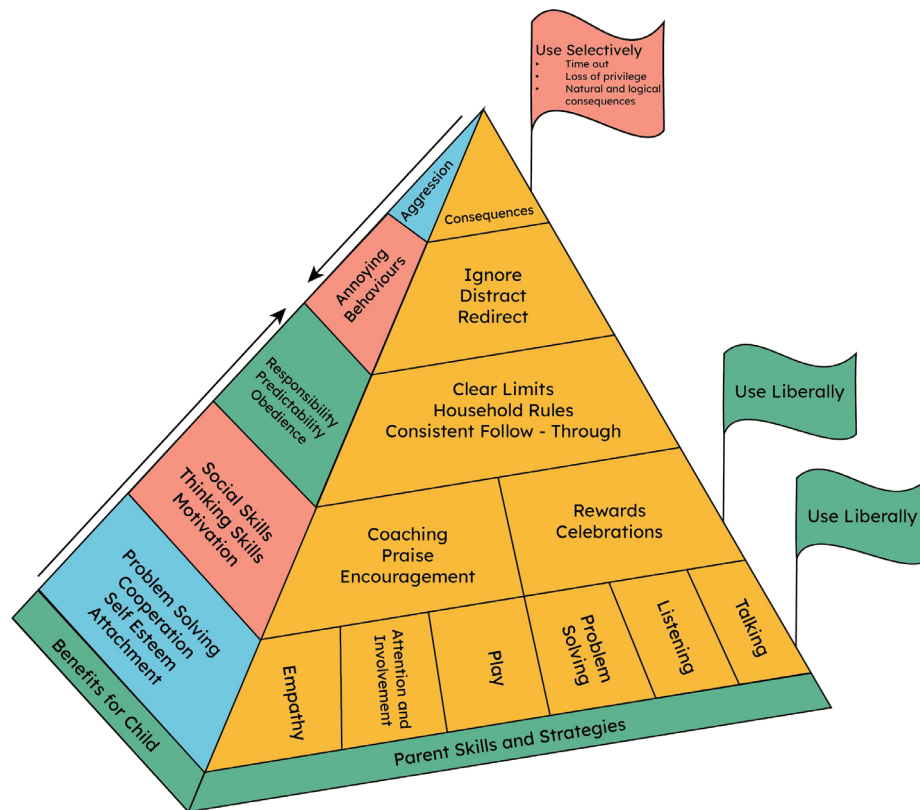 Use Selectively
• Time out
• Loss of privilege
• Natural and logical
consequences
Aggression
Consequences
Annoying
Behaviours
Ignore
Distract
Redirect
Responsibility
Predictability
Obedience
Clear Limits
Household Rules
Consistent Follow - Through
Use Liberally
Social Skills
Thinking Skills
Motivation
Coaching
Praise
Encouragement
Rewards
Celebrations
Use Liberally
Problem Solving
Cooperation
Self Esteem
Attachment
Empathy
Attention and
Involvement
Play
Problem
Solving
Listening
Talking
Benefits for Child
Parent Skills and Strategies